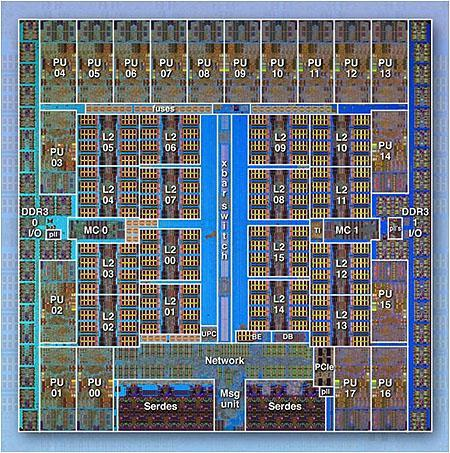 PU 04
PU 05
PU 06
PU 07
PU 08
PU 09
PU 10
PU 11
PU 12
PU 13
fuses
PU 03
L2 05
L2 06
L2 09
L2 10
PU 14
L2 04
L2 07
xbar switch
L2 08
L2 11
DDR3 0 I/O
pll
MC 0
TI
MC 1
pll's
DDR3 1 I/O
L2 03
L2 00
L2 15
L2 12
PU 02
L2 02
L2 01
L2 14
L2 13
PU 15
UPC
BE
DB
Network
PCIe
PU 01
PU 00
Msg unit
pll
PU 17
PU 16
Serdes
Serdes